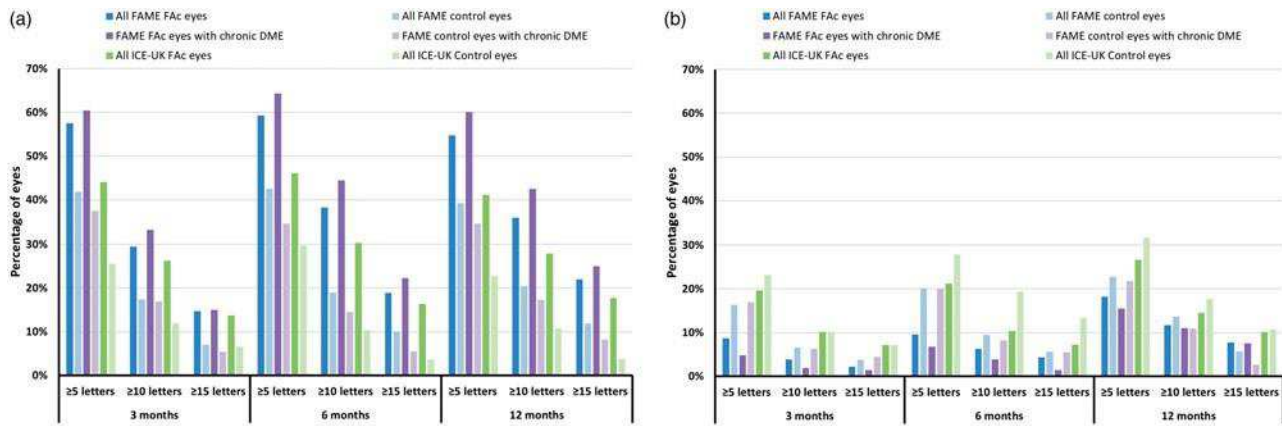 (a)
All FAME FAc eyes All FAME control eyes
FAME FAc eyes with chronic DME FAME control eyes with chronic DME
All ICE-UK FAc eyes All ICE-UK Control eyes
70%
60%
50%
40%
30%
20%
10%
0%
Percentage of eyes
≥5 letters ≥10 letters ≥15 letters ≥5 letters ≥10 letters ≥15 letters ≥5 letters ≥10 letters ≥15 letters
3 months 6 months 12 months
(b)
All FAME FAc eyes All FAME control eyes
FAME FAc eyes with chronic DME FAME control eyes with chronic DME
All ICE-UK FAc eyes All ICE-UK Control eyes
70%
60%
50%
40%
30%
20%
10%
0%
Percentage of eyes
≥5 letters ≥10 letters ≥15 letters ≥5 letters ≥10 letters ≥15 letters ≥5 letters ≥10 letters ≥15 letters
3 months 6 months 12 months